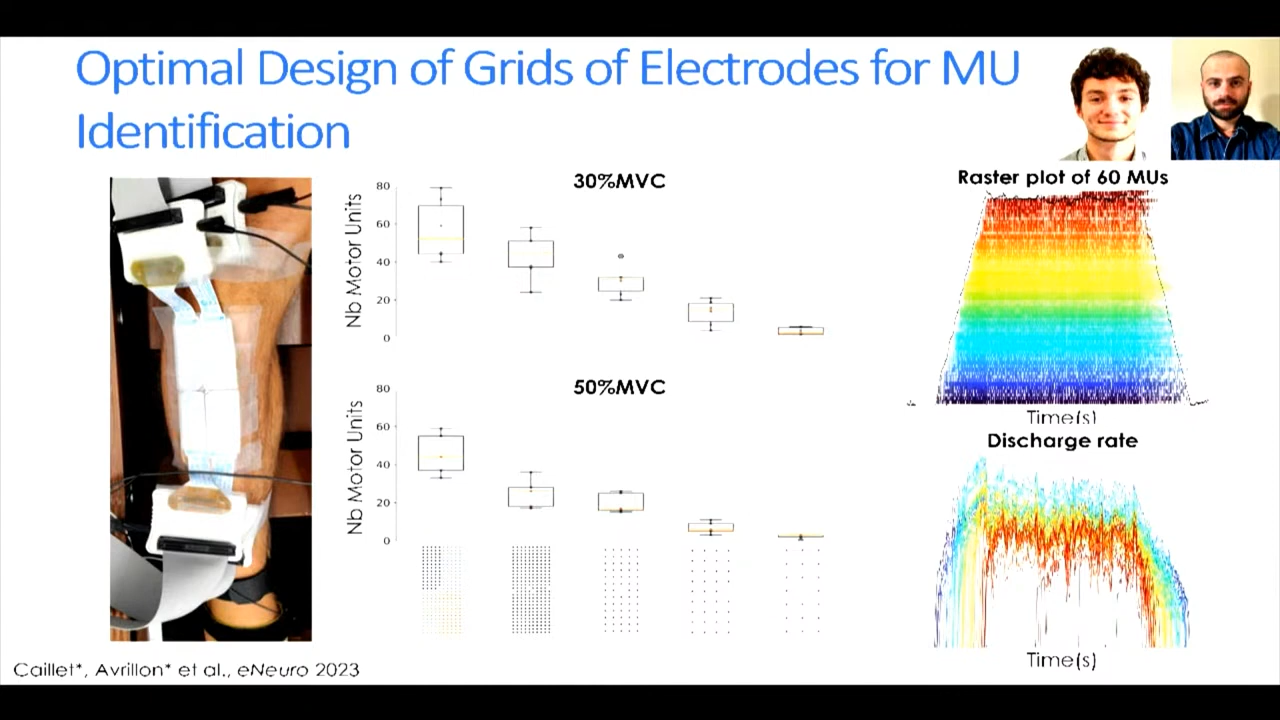 Optimal Design of Grids of Electrodes for MU
Identification
30%MVC
Nb Motor Units
80
60
40
20
0
50%MVC
Nb Motor Units
80
60
40
20
0
Raster plot of 60 MUs
Time(s)
Discharge rate
Time(s)
Caillet*, Avrillon* et al., eNeuro 2023